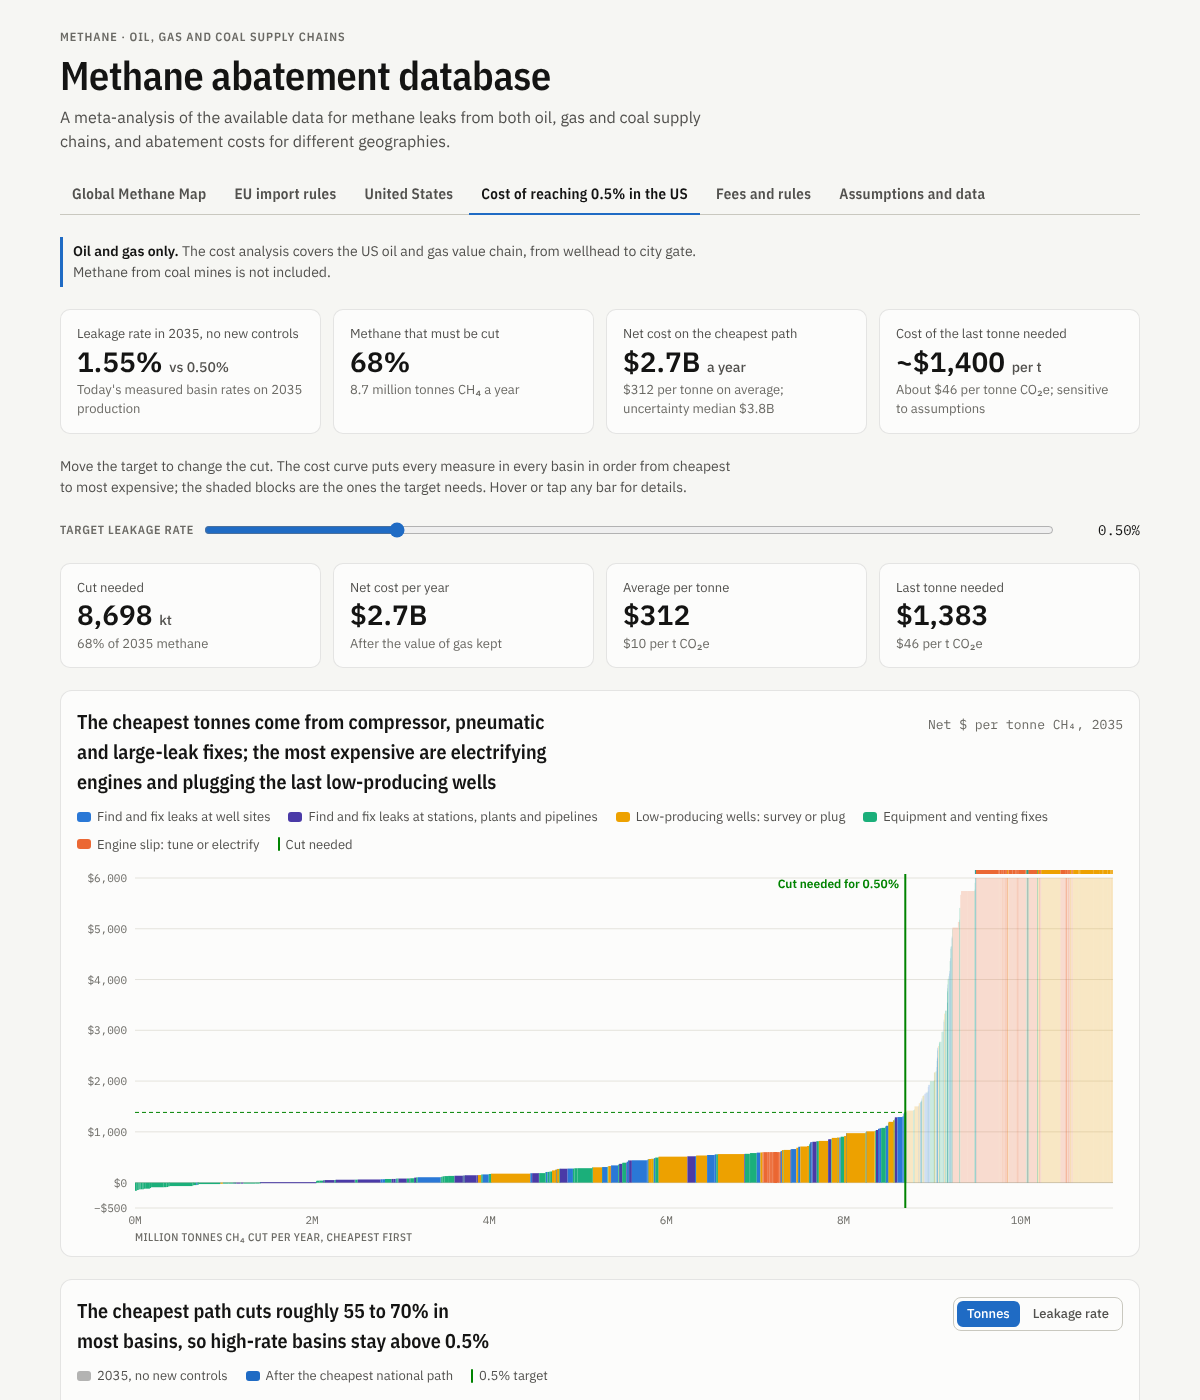 METHANE · OIL, GAS AND COAL SUPPLY CHAINS
Methane abatement database
A meta-analysis of the available data for methane leaks from both oil, gas and coal supply
chains, and abatement costs for different geographies.
Global Methane Map EU import rules United States Cost of reaching 0.5% in the US Fees and rules Assumptions and data
Oil and gas only. The cost analysis covers the US oil and gas value chain, from wellhead to city gate.
Methane from coal mines is not included.
Leakage rate in 2035, no new controls
1.55% vs 0.50%
Today's measured basin rates on 2035
production
Methane that must be cut
68%
8.7 million tonnes CH₄ a year
Net cost on the cheapest path
$2.7B a year
$312 per tonne on average;
uncertainty median $3.8B
Cost of the last tonne needed
~$1,400 per t
About $46 per tonne CO₂e; sensitive
to assumptions
Move the target to change the cut. The cost curve puts every measure in every basin in order from cheapest
to most expensive; the shaded blocks are the ones the target needs. Hover or tap any bar for details.
TARGET LEAKAGE RATE 0.50%
Cut needed
8,698 kt
68% of 2035 methane
Net cost per year
$2.7B
After the value of gas kept
Average per tonne
$312
$10 per t CO₂e
Last tonne needed
$1,383
$46 per t CO₂e
The cheapest tonnes come from compressor, pneumatic
and large-leak fixes; the most expensive are electrifying
engines and plugging the last low-producing wells
Net $ per tonne CH₄, 2035
Find and fix leaks at well sites Find and fix leaks at stations, plants and pipelines Low-producing wells: survey or plug Equipment and venting fixes
Engine slip: tune or electrify Cut needed
$6,000
Cut needed for 0.50%
$5,000
$4,000
$3,000
$2,000
$1,000
$0
−$500
0M 2M 4M 6M 8M 10M
MILLION TONNES CH₄ CUT PER YEAR, CHEAPEST FIRST
The cheapest path cuts roughly 55 to 70% in
most basins, so high-rate basins stay above 0.5%
Tonnes Leakage rate
2035, no new controls After the cheapest national path 0.5% target